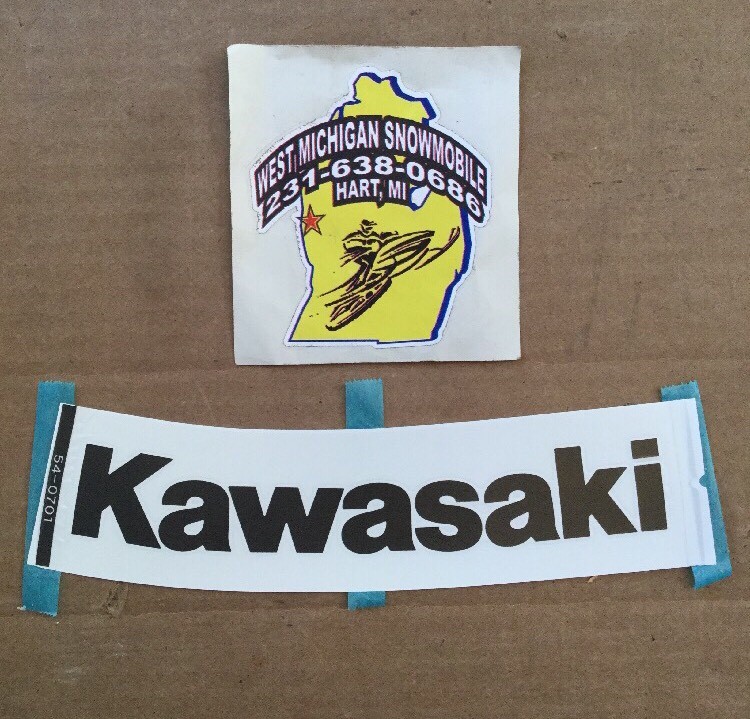 WEST MICHIGAN SNOWMOBILE
231-638-0686
HART, MI
54-0701
Kawasaki